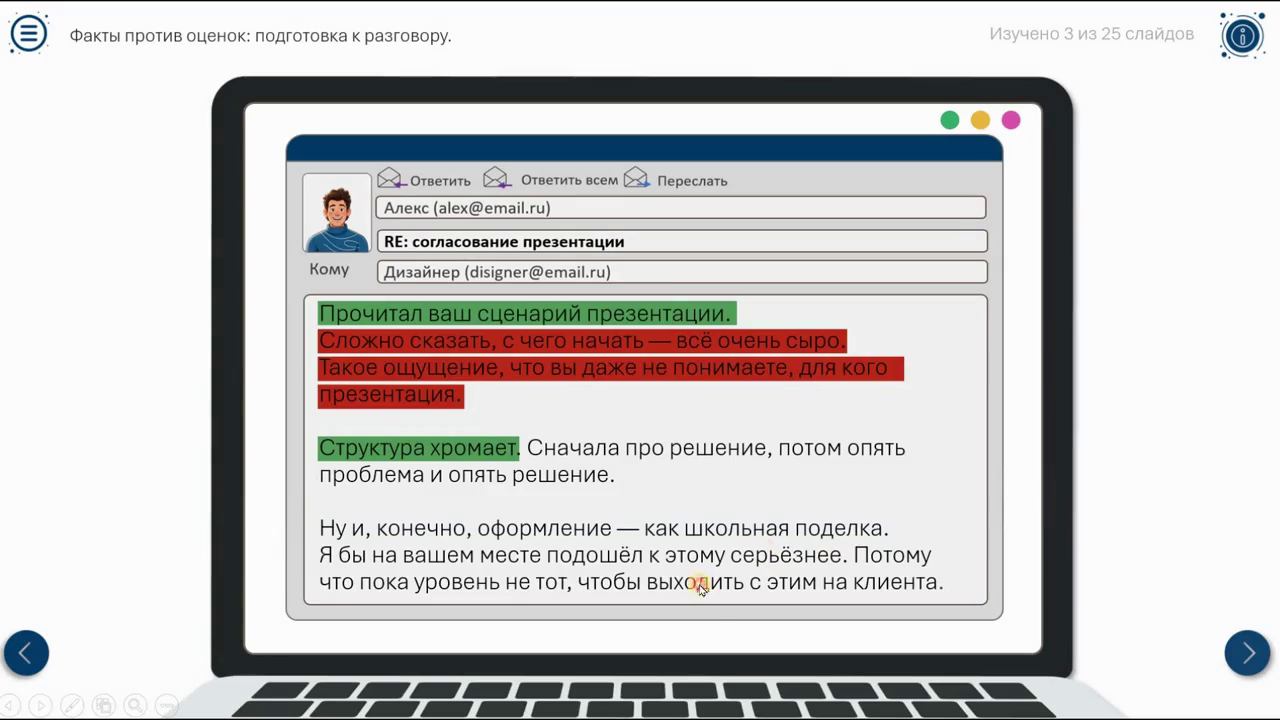 Факты против оценок: подготовка к разговору.
Изучено 3 из 25 слайдов
Ответить
Ответить всем
Переслать
Алекс (alex@email.ru)
RE: согласование презентации
Кому
Дизайнер (disigner@email.ru)
Прочитал ваш сценарий презентации.
Сложно сказать, с чего начать — всё очень сыро.
Такое ощущение, что вы даже не понимаете, для кого
презентация.
Структура хромает. Сначала про решение, потом опять
проблема и опять решение.
Ну и, конечно, оформление — как школьная поделка.
Я бы на вашем месте подошёл к этому серьёзнее. Потому
что пока уровень не тот, чтобы выходить с этим на клиента.